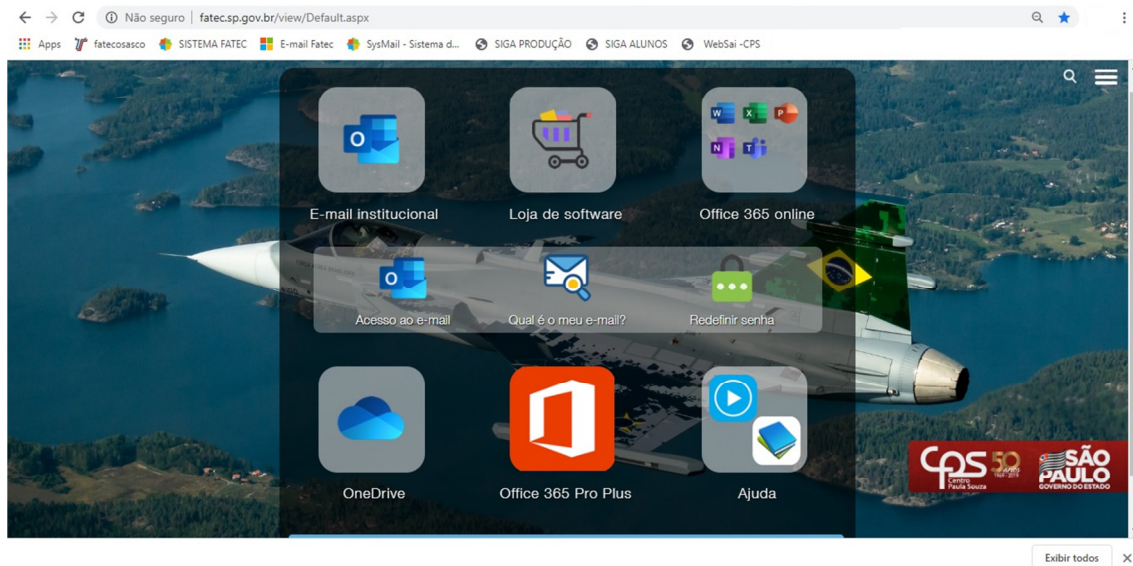 Não seguro | fatec.sp.gov.br/view/Default.aspx
Apps fatecosasco SISTEMA FATEC E-mail Fatec SysMail - Sistema d... SIGA PRODUÇÃO SIGA ALUNOS WebSai -CPS
E-mail institucional Loja de software Office 365 online
Acesso ao e-mail Qual é o meu e-mail? Redefinir senha
OneDrive Office 365 Pro Plus Ajuda
CPS 50 anos SÃO PAULO
Centro Paula Souza 1969 - 2019 GOVERNO DO ESTADO
Exibir todos